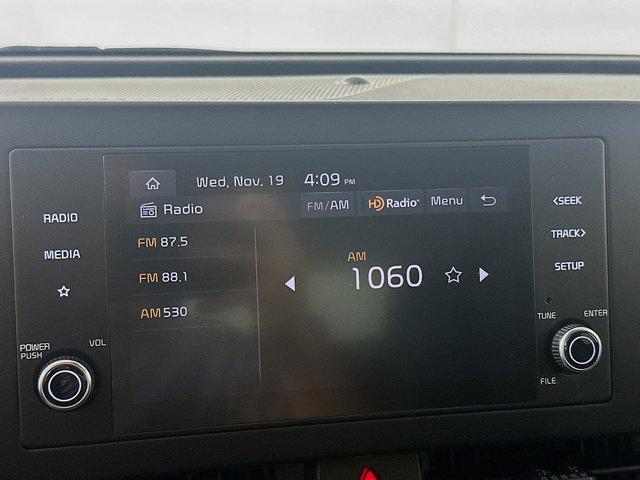 Wed, Nov. 19 4:09 PM
Radio FM/AM HD Radio® Menu
FM 87.5
FM 88.1
AM 530
AM
1060
RADIO
MEDIA
POWER
PUSH
VOL
<SEEK
TRACK>
SETUP
TUNE
ENTER
FILE